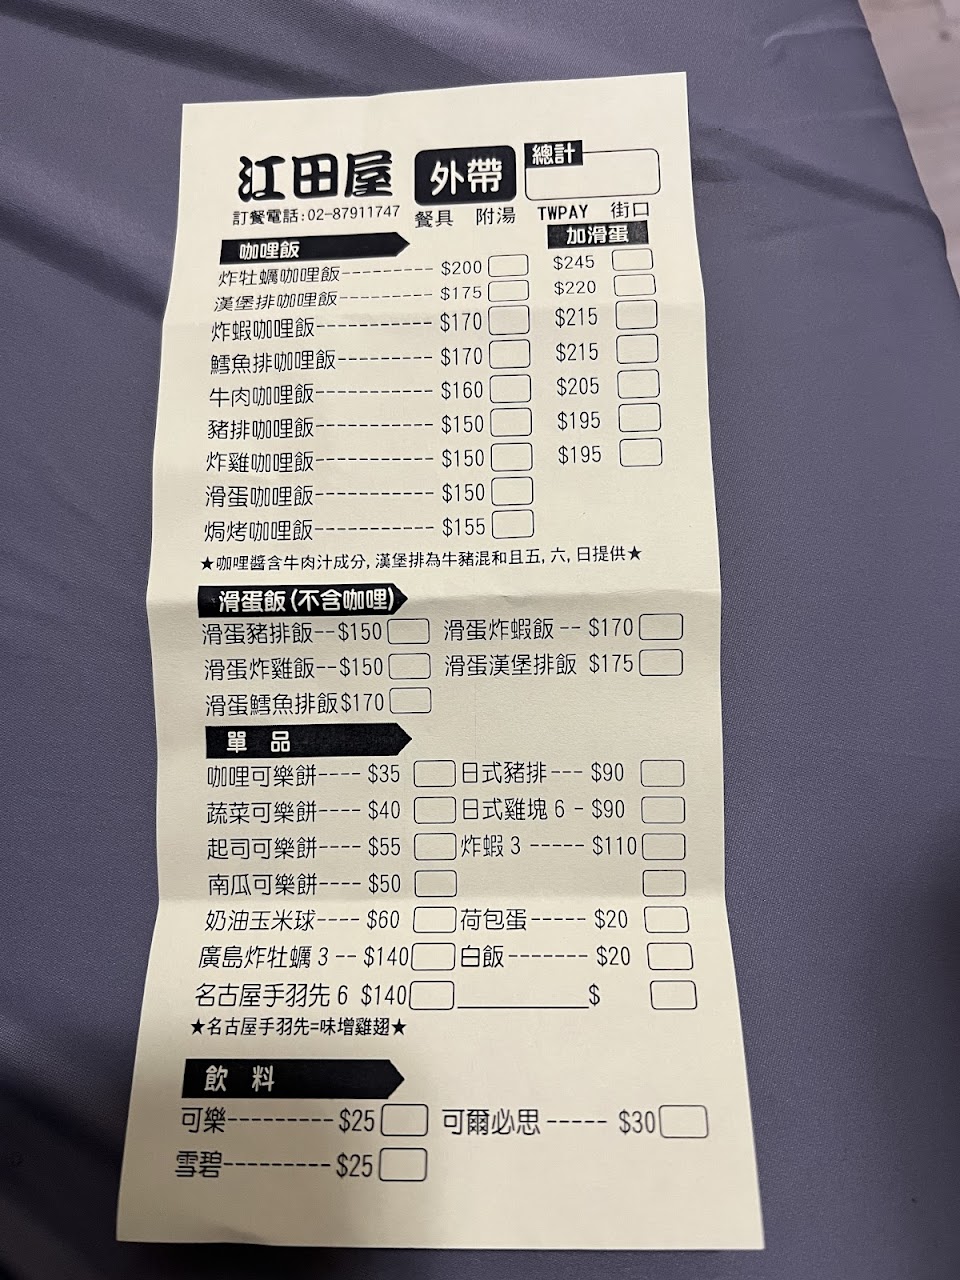 江田屋 外帶 總計
訂餐電話:02-87911747 餐具 附湯 TWPAY 街口
咖哩飯 加滑蛋
炸牡蠣咖哩飯--------- $200 $245
漢堡排咖哩飯--------- $175 $220
炸蝦咖哩飯----------- $170 $215
鱈魚排咖哩飯--------- $170 $215
牛肉咖哩飯----------- $160 $205
豬排咖哩飯----------- $150 $195
炸雞咖哩飯----------- $150 $195
滑蛋咖哩飯----------- $150
焗烤咖哩飯----------- $155
★咖哩醬含牛肉汁成分, 漢堡排為牛豬混和且五, 六, 日提供★
滑蛋飯(不含咖哩)
滑蛋豬排飯--$150 滑蛋炸蝦飯-- $170
滑蛋炸雞飯--$150 滑蛋漢堡排飯 $175
滑蛋鱈魚排飯$170
單 品
咖哩可樂餅---- $35 日式豬排--- $90
蔬菜可樂餅---- $40 日式雞塊 6 - $90
起司可樂餅---- $55 炸蝦 3 ----- $110
南瓜可樂餅---- $50
奶油玉米球---- $60 荷包蛋----- $20
廣島炸牡蠣 3 -- $140 白飯------- $20
名古屋手羽先 6 $140 __________$
★名古屋手羽先=味增雞翅★
飲 料
可樂---------- $25 可爾必思----- $30
雪碧---------- $25